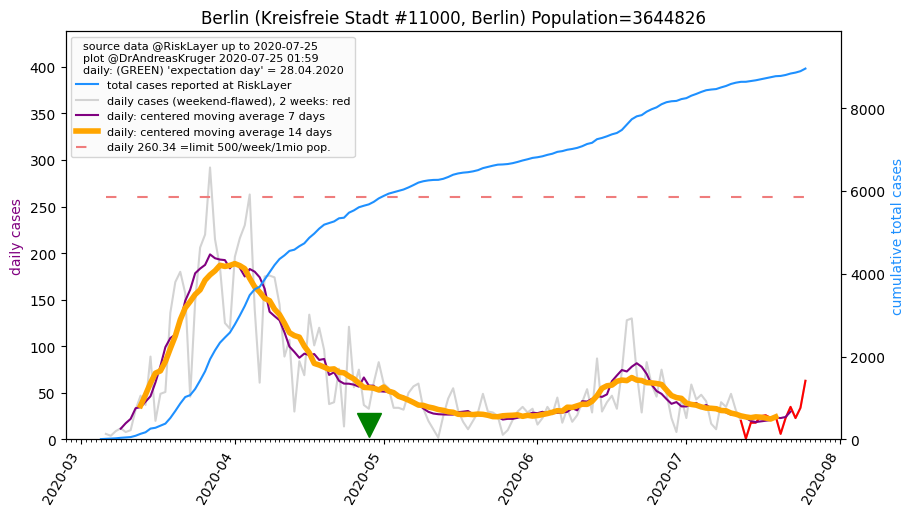 Berlin (Kreisfreie Stadt #11000, Berlin) Population=3644826
source data @RiskLayer up to 2020-07-25
plot @DrAndreasKruger 2020-07-25 01:59
daily: (GREEN) 'expectation day' = 28.04.2020
total cases reported at RiskLayer
daily cases (weekend-flawed), 2 weeks: red
daily: centered moving average 7 days
daily: centered moving average 14 days
daily 260.34 =limit 500/week/1mio pop.
daily cases
400
350
300
250
200
150
100
50
0
cumulative total cases
8000
6000
4000
2000
0
2020-03
2020-04
2020-05
2020-06
2020-07
2020-08